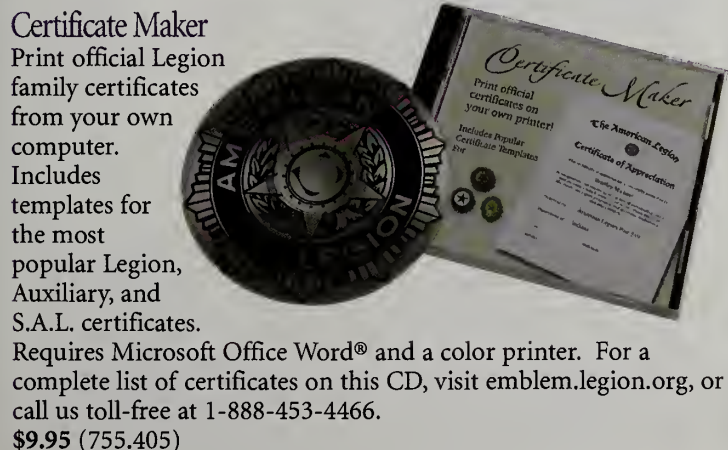 Certificate Maker
Print official Legion
family certificates
from your own
computer.
Includes
templates for
the most
popular Legion,
Auxiliary, and
S.A.L. certificates.
Requires Microsoft Office Word® and a color printer. For a
complete list of certificates on this CD, visit emblem.legion.org, or
call us toll-free at 1-888-453-4466.
$9.95 (755.405)
AM
LEGION
Certificate Maker
Print official
certificates on
your own printer!
Includes Popular
Certificate Templates
For
The American Legion
Certificate of Appreciation